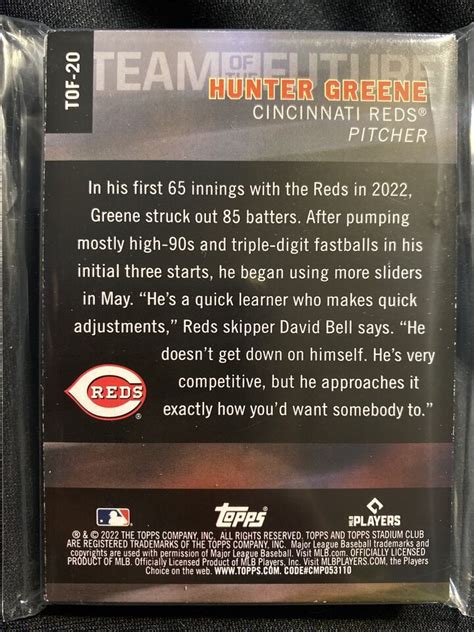 TOF-20
TEAM OF THE FUTURE
HUNTER GREENE
CINCINNATI REDS®
PITCHER
In his first 65 innings with the Reds in 2022,
Greene struck out 85 batters. After pumping
mostly high-90s and triple-digit fastballs in his
initial three starts, he began using more sliders
in May. “He’s a quick learner who makes quick
adjustments,” Reds skipper David Bell says. “He
doesn’t get down on himself. He’s very
competitive, but he approaches it
exactly how you’d want somebody to.”
REDS
®
Topps
MLB PLAYERS
® & © 2022 THE TOPPS COMPANY, INC. ALL RIGHTS RESERVED. TOPPS AND TOPPS STADIUM CLUB
ARE REGISTERED TRADEMARKS OF THE TOPPS COMPANY, INC. Major League Baseball trademarks and
copyrights are used with permission of Major League Baseball. Visit MLB.com. OFFICIALLY LICENSED
PRODUCT OF MLB. Officially Licensed Product of MLB Players, Inc. Visit MLBPLAYERS.com, the Players
Choice on the web. WWW.TOPPS.COM. CODE#CMP053110